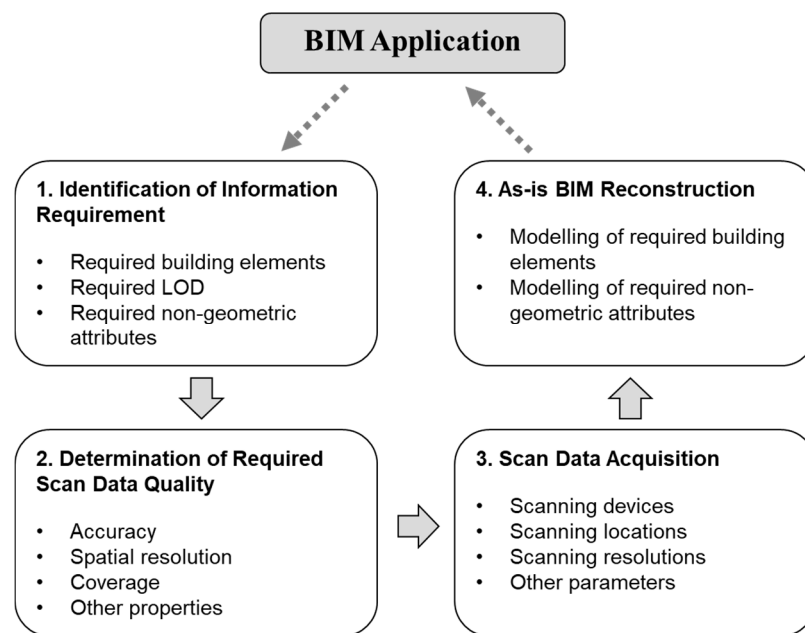 BIM Application
1. Identification of Information
Requirement
• Required building elements
• Required LOD
• Required non-geometric
attributes
4. As-is BIM Reconstruction
• Modelling of required building
elements
• Modelling of required non-
geometric attributes
2. Determination of Required
Scan Data Quality
• Accuracy
• Spatial resolution
• Coverage
• Other properties
3. Scan Data Acquisition
• Scanning devices
• Scanning locations
• Scanning resolutions
• Other parameters